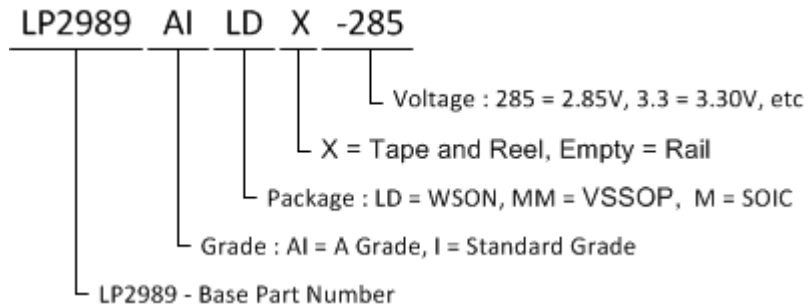 LP2989 AI LD X -285
Voltage : 285 = 2.85V, 3.3 = 3.30V, etc
X = Tape and Reel, Empty = Rail
Package : LD = WSON, MM = VSSOP, M = SOIC
Grade : AI = A Grade, I = Standard Grade
LP2989 - Base Part Number